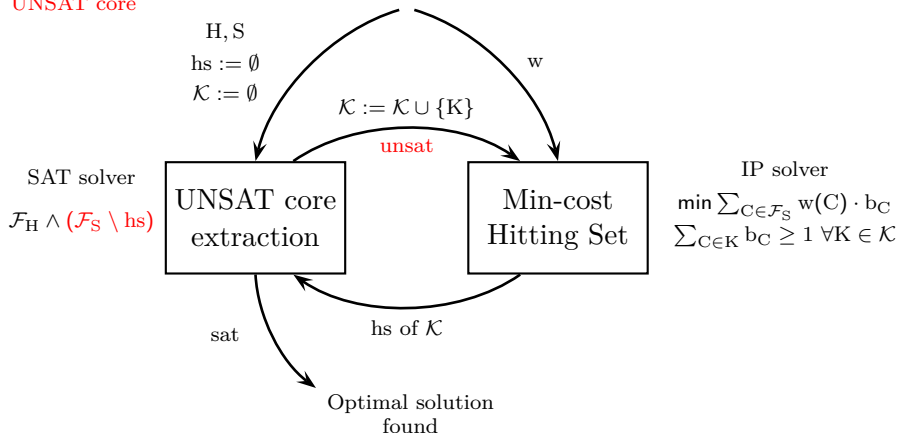 UNSAT core
H, S
hs := ∅
𝒦 := ∅
w
𝒦 := 𝒦 ∪ {K}
unsat
SAT solver
ℱ_H ∧ (ℱ_S \ hs)
UNSAT core
extraction
Min-cost
Hitting Set
IP solver
min ∑_{C∈ℱ_S} w(C) · b_C
∑_{C∈K} b_C ≥ 1 ∀K ∈ 𝒦
hs of 𝒦
sat
Optimal solution
found